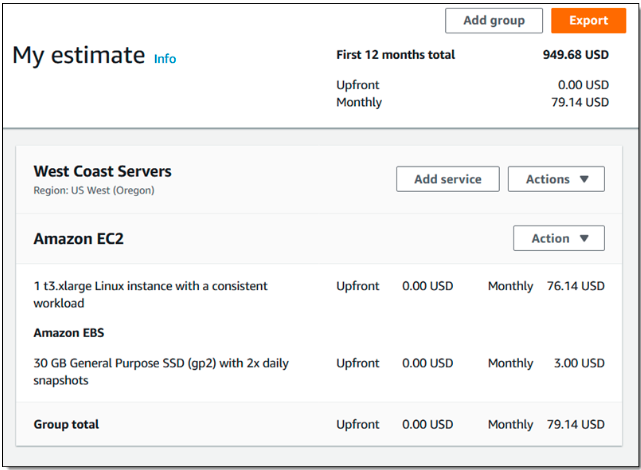 Add group Export
My estimate Info
First 12 months total 949.68 USD
Upfront 0.00 USD
Monthly 79.14 USD
West Coast Servers
Region: US West (Oregon)
Add service Actions ▼
Amazon EC2 Action ▼
1 t3.xlarge Linux instance with a consistent Upfront 0.00 USD Monthly 76.14 USD
workload
Amazon EBS
30 GB General Purpose SSD (gp2) with 2x daily Upfront 0.00 USD Monthly 3.00 USD
snapshots
Group total Upfront 0.00 USD Monthly 79.14 USD